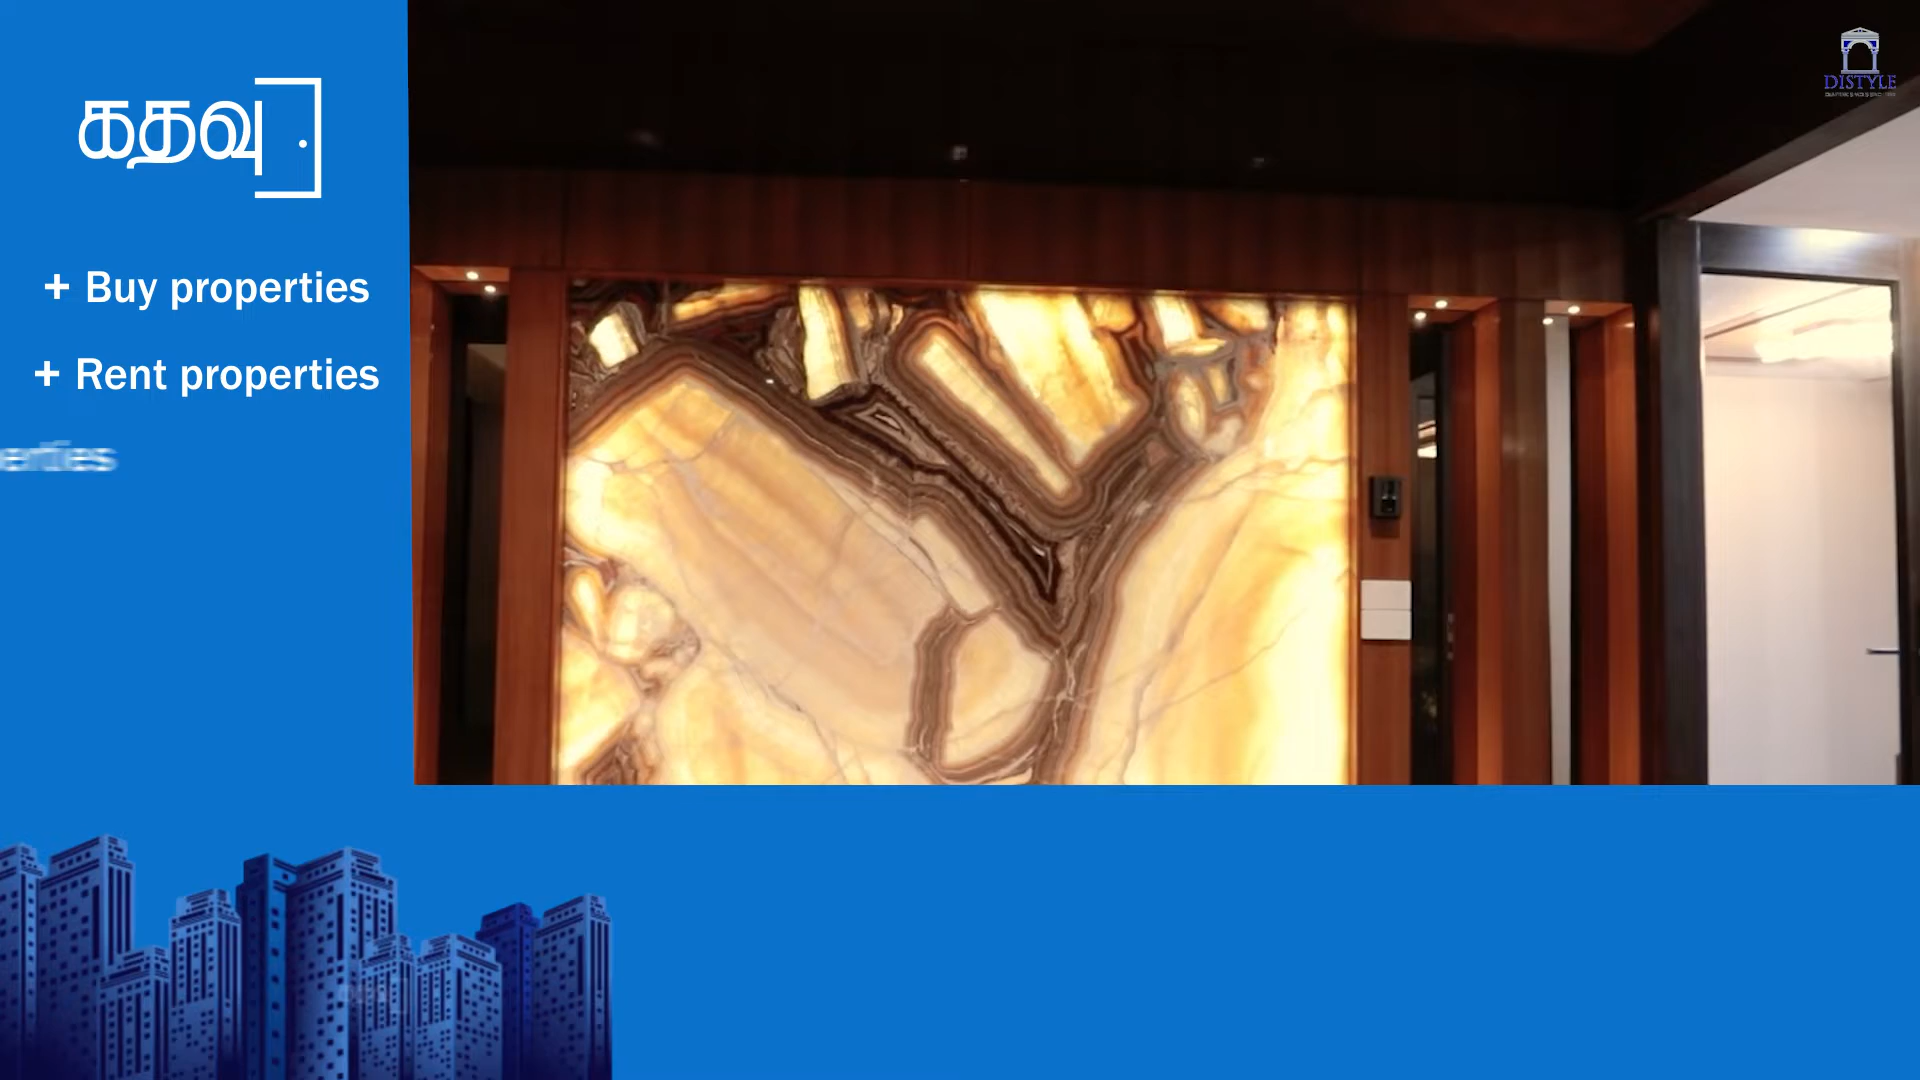 கதவு
+ Buy properties
+ Rent properties
DISTYLE